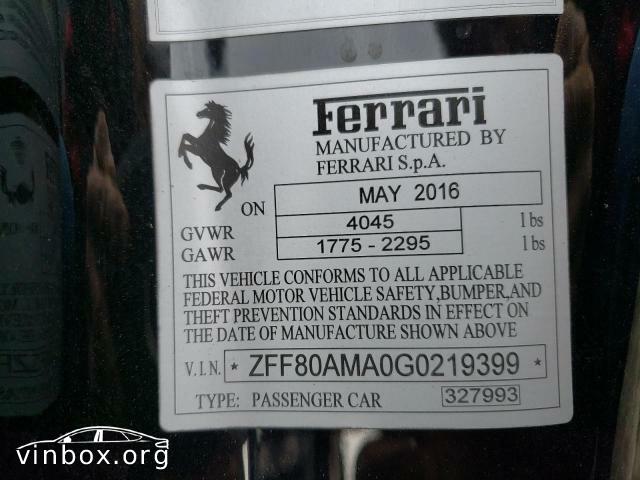 Ferrari
MANUFACTURED BY
FERRARI S.p.A.
ON MAY 2016
GVWR 4045 lbs
GAWR 1775 - 2295 lbs
THIS VEHICLE CONFORMS TO ALL APPLICABLE
FEDERAL MOTOR VEHICLE SAFETY,BUMPER,AND
THEFT PREVENTION STANDARDS IN EFFECT ON
THE DATE OF MANUFACTURE SHOWN ABOVE
V.I.N. * ZFF80AMA0G0219399 *
TYPE: PASSENGER CAR 327993
vinbox.org